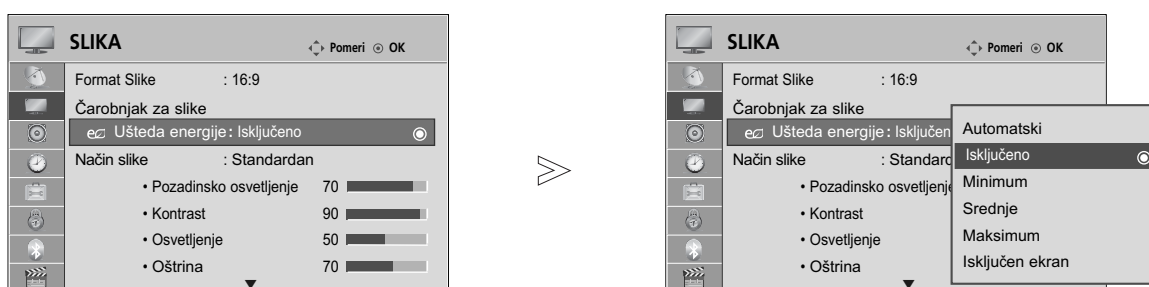 SLIKA
Pomeri OK
Format Slike : 16:9
Čarobnjak za slike
Ušteda energije : Isključeno
Način slike : Standardan
• Pozadinsko osvetljenje 70
• Kontrast 90
• Osvetljenje 50
• Oštrina 70
>
SLIKA
Pomeri OK
Format Slike : 16:9
Čarobnjak za slike
Ušteda energije : Isključen
Način slike : Standard
• Pozadinsko osvetljenje
• Kontrast
• Osvetljenje
• Oštrina
Automatski
Isključeno
Minimum
Srednje
Maksimum
Isključen ekran